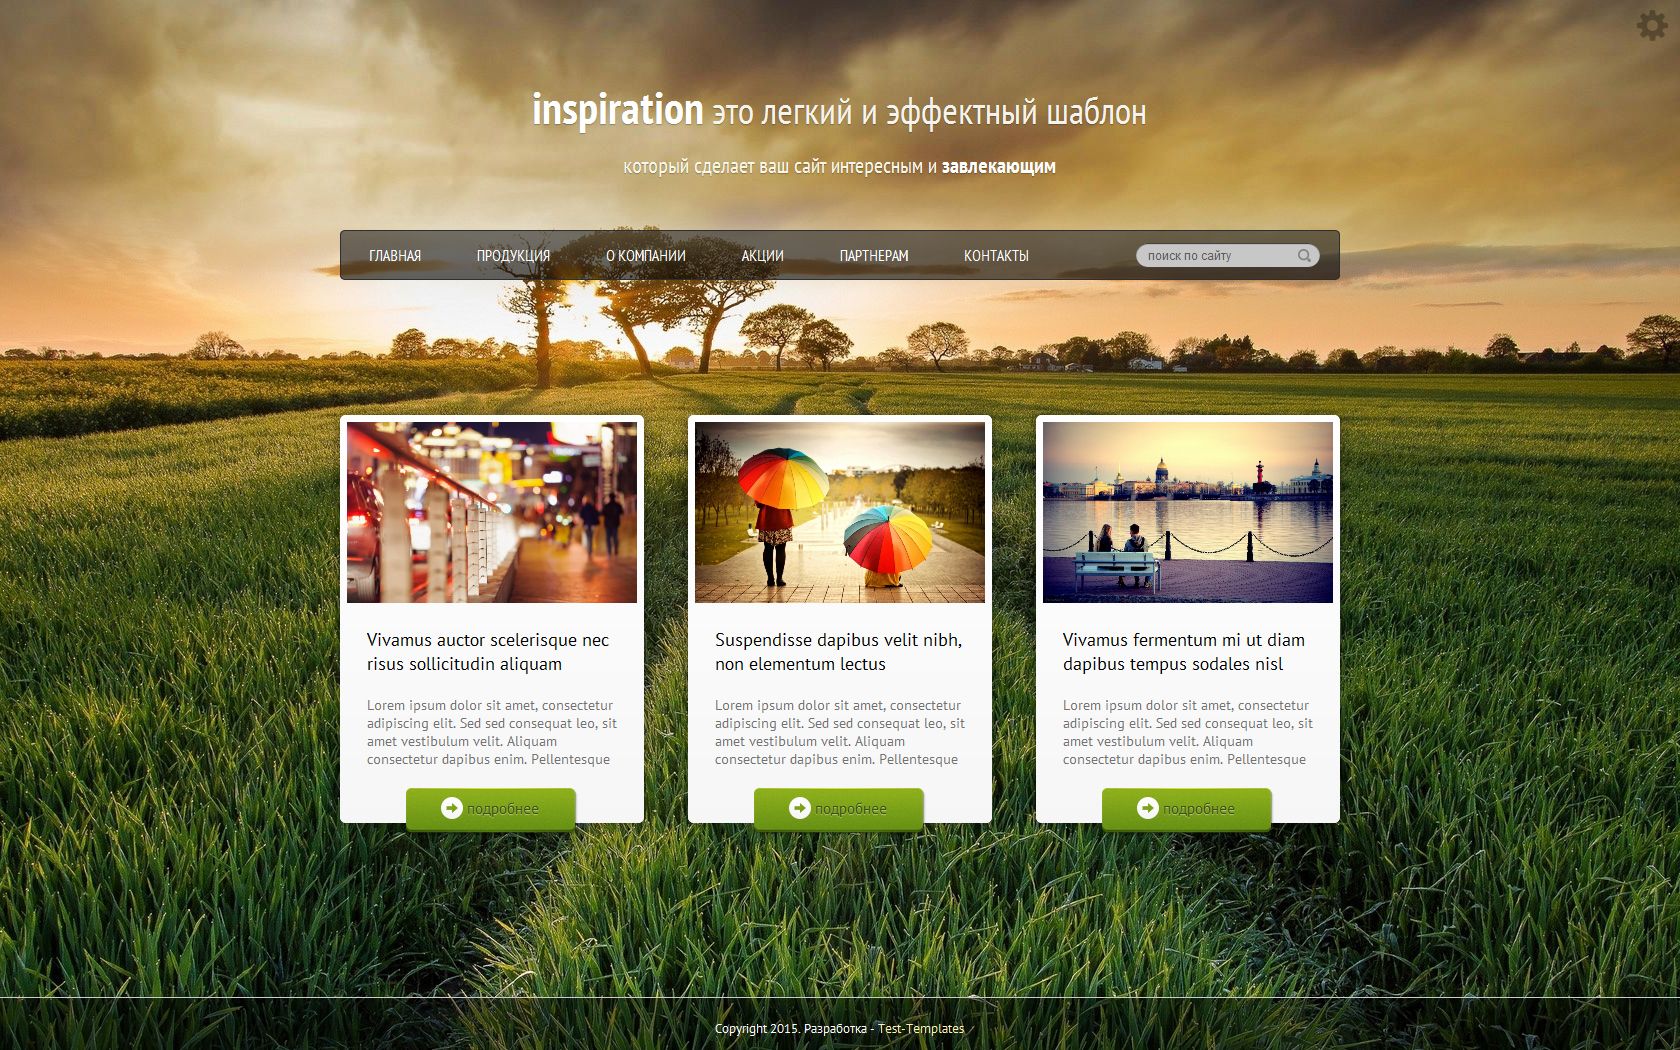 inspiration это легкий и эффектный шаблон
который сделает ваш сайт интересным и завлекающим
ГЛАВНАЯ ПРОДУКЦИЯ О КОМПАНИИ АКЦИИ ПАРТНЕРАМ КОНТАКТЫ поиск по сайту
Vivamus auctor scelerisque nec
risus sollicitudin aliquam
Lorem ipsum dolor sit amet, consectetur
adipiscing elit. Sed sed consequat leo, sit
amet vestibulum velit. Aliquam
consectetur dapibus enim. Pellentesque
подробнее
Suspendisse dapibus velit nibh,
non elementum lectus
Lorem ipsum dolor sit amet, consectetur
adipiscing elit. Sed sed consequat leo, sit
amet vestibulum velit. Aliquam
consectetur dapibus enim. Pellentesque
подробнее
Vivamus fermentum mi ut diam
dapibus tempus sodales nisl
Lorem ipsum dolor sit amet, consectetur
adipiscing elit. Sed sed consequat leo, sit
amet vestibulum velit. Aliquam
consectetur dapibus enim. Pellentesque
подробнее
Copyright 2015. Разработка - Test-Templates